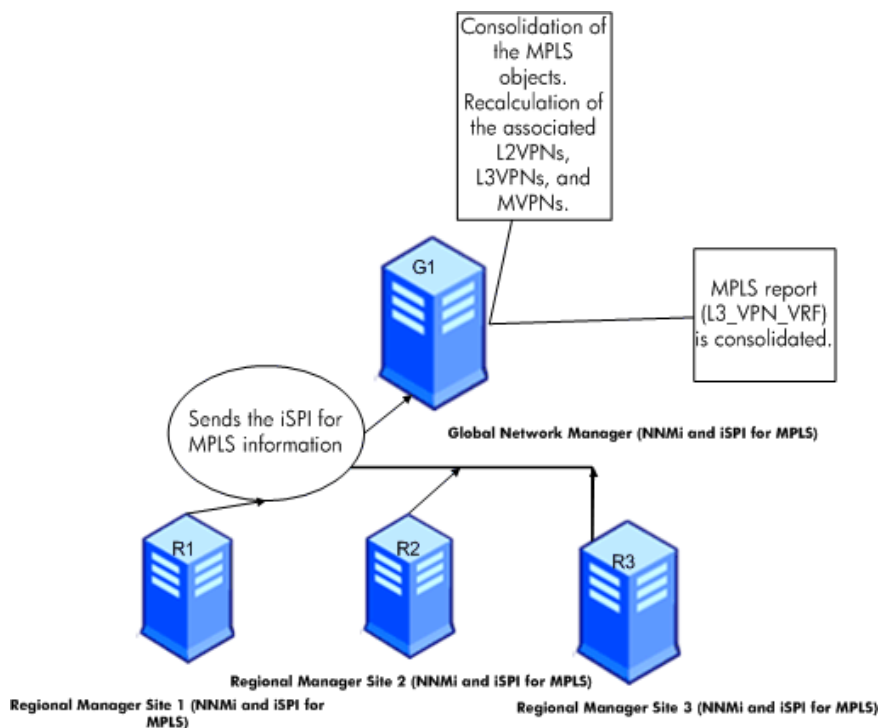 Consolidation of
the MPLS
objects.
Recalculation of
the associated
L2VPNs,
L3VPNs, and
MVPNs.
G1
MPLS report
(L3_VPN_VRF)
is consolidated.
Sends the iSPI for
MPLS information
Global Network Manager (NNMi and iSPI for MPLS)
R1
R2
R3
Regional Manager Site 2 (NNMi and iSPI for MPLS)
Regional Manager Site 1 (NNMi and iSPI for
MPLS)
Regional Manager Site 3 (NNMi and iSPI for MPLS)